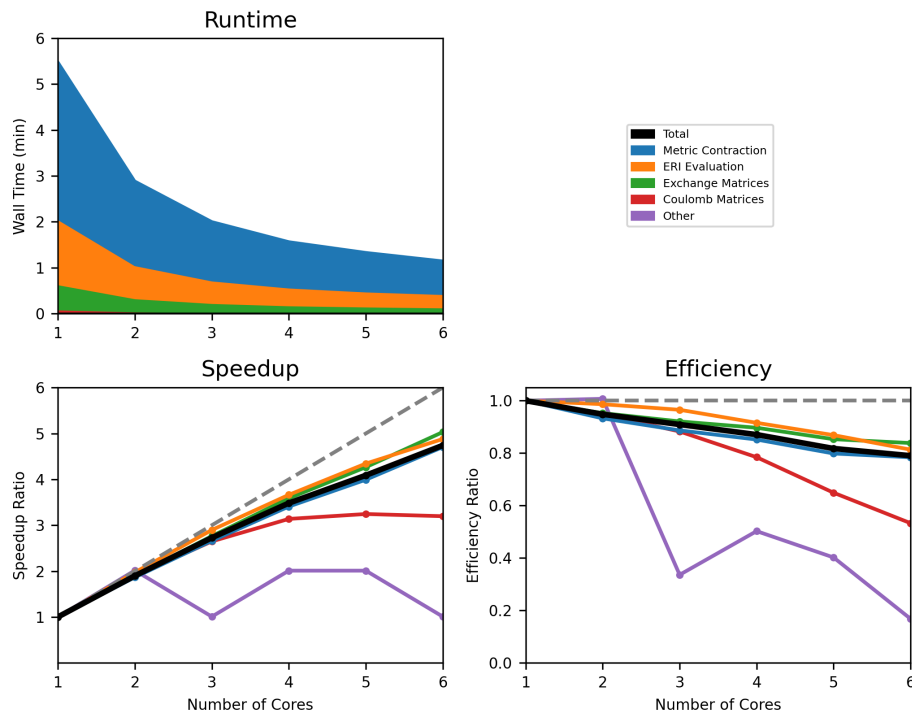 Runtime
6
5
4
3
2
1
0
Wall Time (min)
1 2 3 4 5 6
Total
Metric Contraction
ERI Evaluation
Exchange Matrices
Coulomb Matrices
Other
Speedup
6
5
4
3
2
1
Speedup Ratio
1 2 3 4 5 6
Number of Cores
Efficiency
1.0
0.8
0.6
0.4
0.2
0.0
Efficiency Ratio
1 2 3 4 5 6
Number of Cores